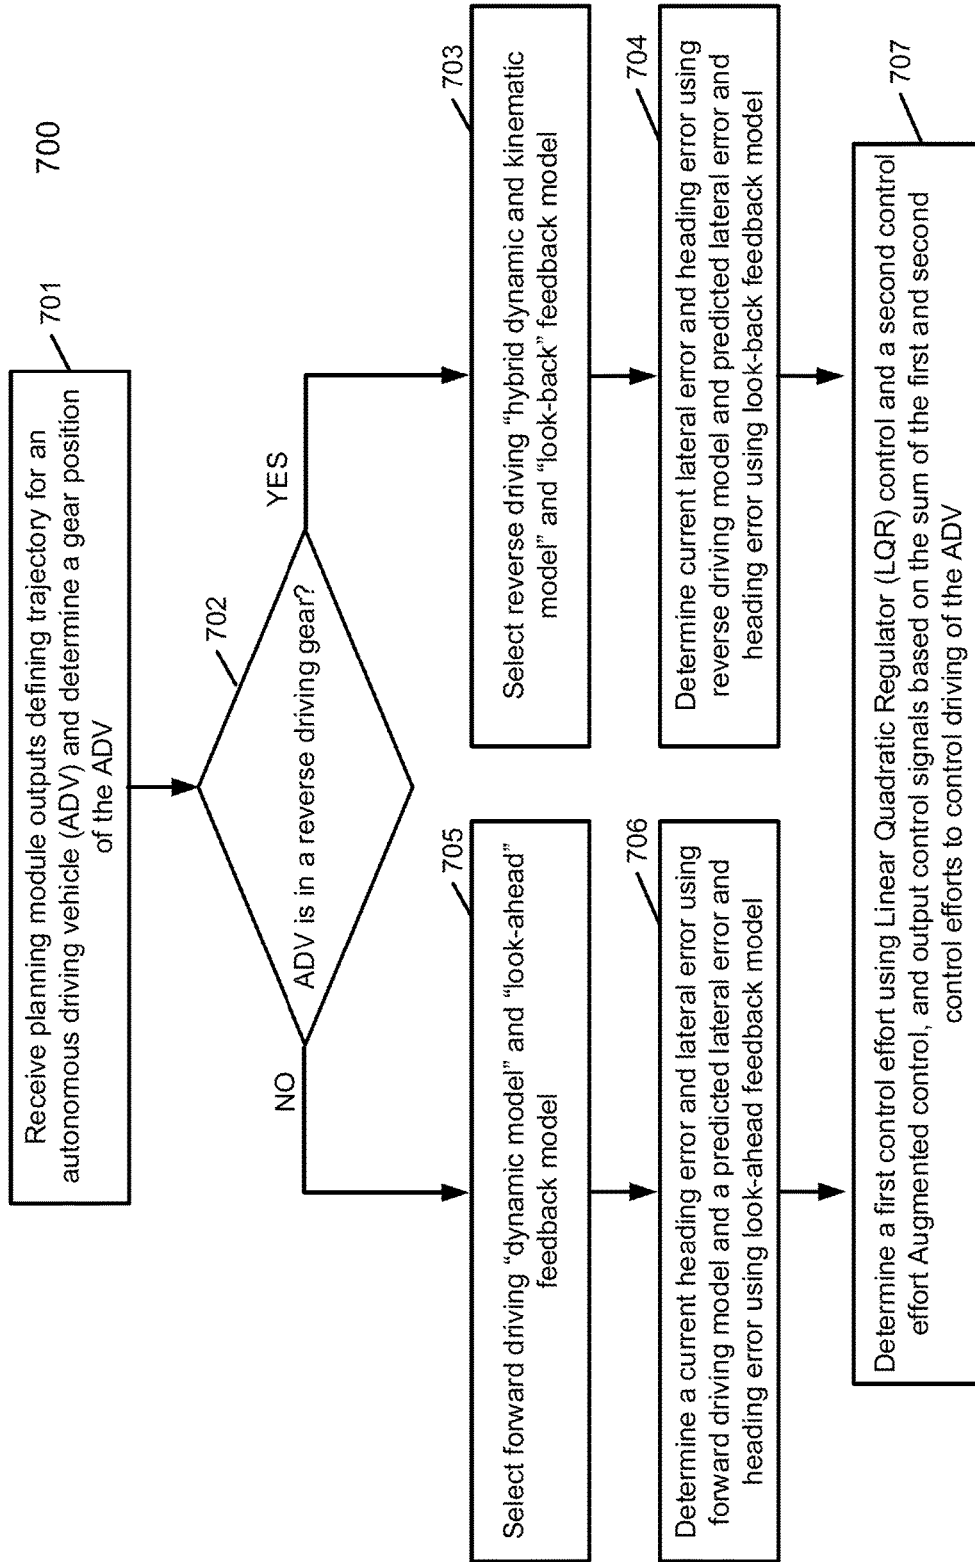 700
701
Receive planning module outputs defining trajectory for an
autonomous driving vehicle (ADV) and determine a gear position
of the ADV
702
ADV is in a reverse driving gear?
NO
YES
705
Select forward driving “dynamic model” and “look-ahead”
feedback model
703
Select reverse driving “hybrid dynamic and kinematic
model” and “look-back” feedback model
706
Determine a current heading error and lateral error using
forward driving model and a predicted lateral error and
heading error using look-ahead feedback model
704
Determine current lateral error and heading error using
reverse driving model and predicted lateral error and
heading error using look-back feedback model
707
Determine a first control effort using Linear Quadratic Regulator (LQR) control and a second control
effort Augmented control, and output control signals based on the sum of the first and second
control efforts to control driving of the ADV